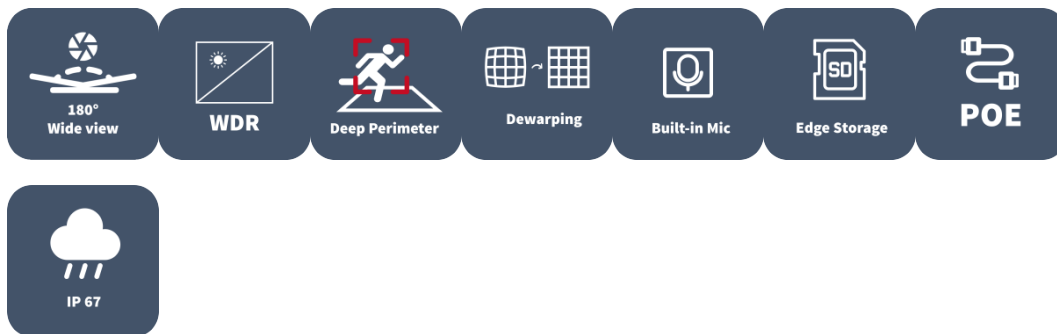 180°
Wide view
WDR
Deep Perimeter
Dewarping
Built-in Mic
SD
Edge Storage
POE
IP 67